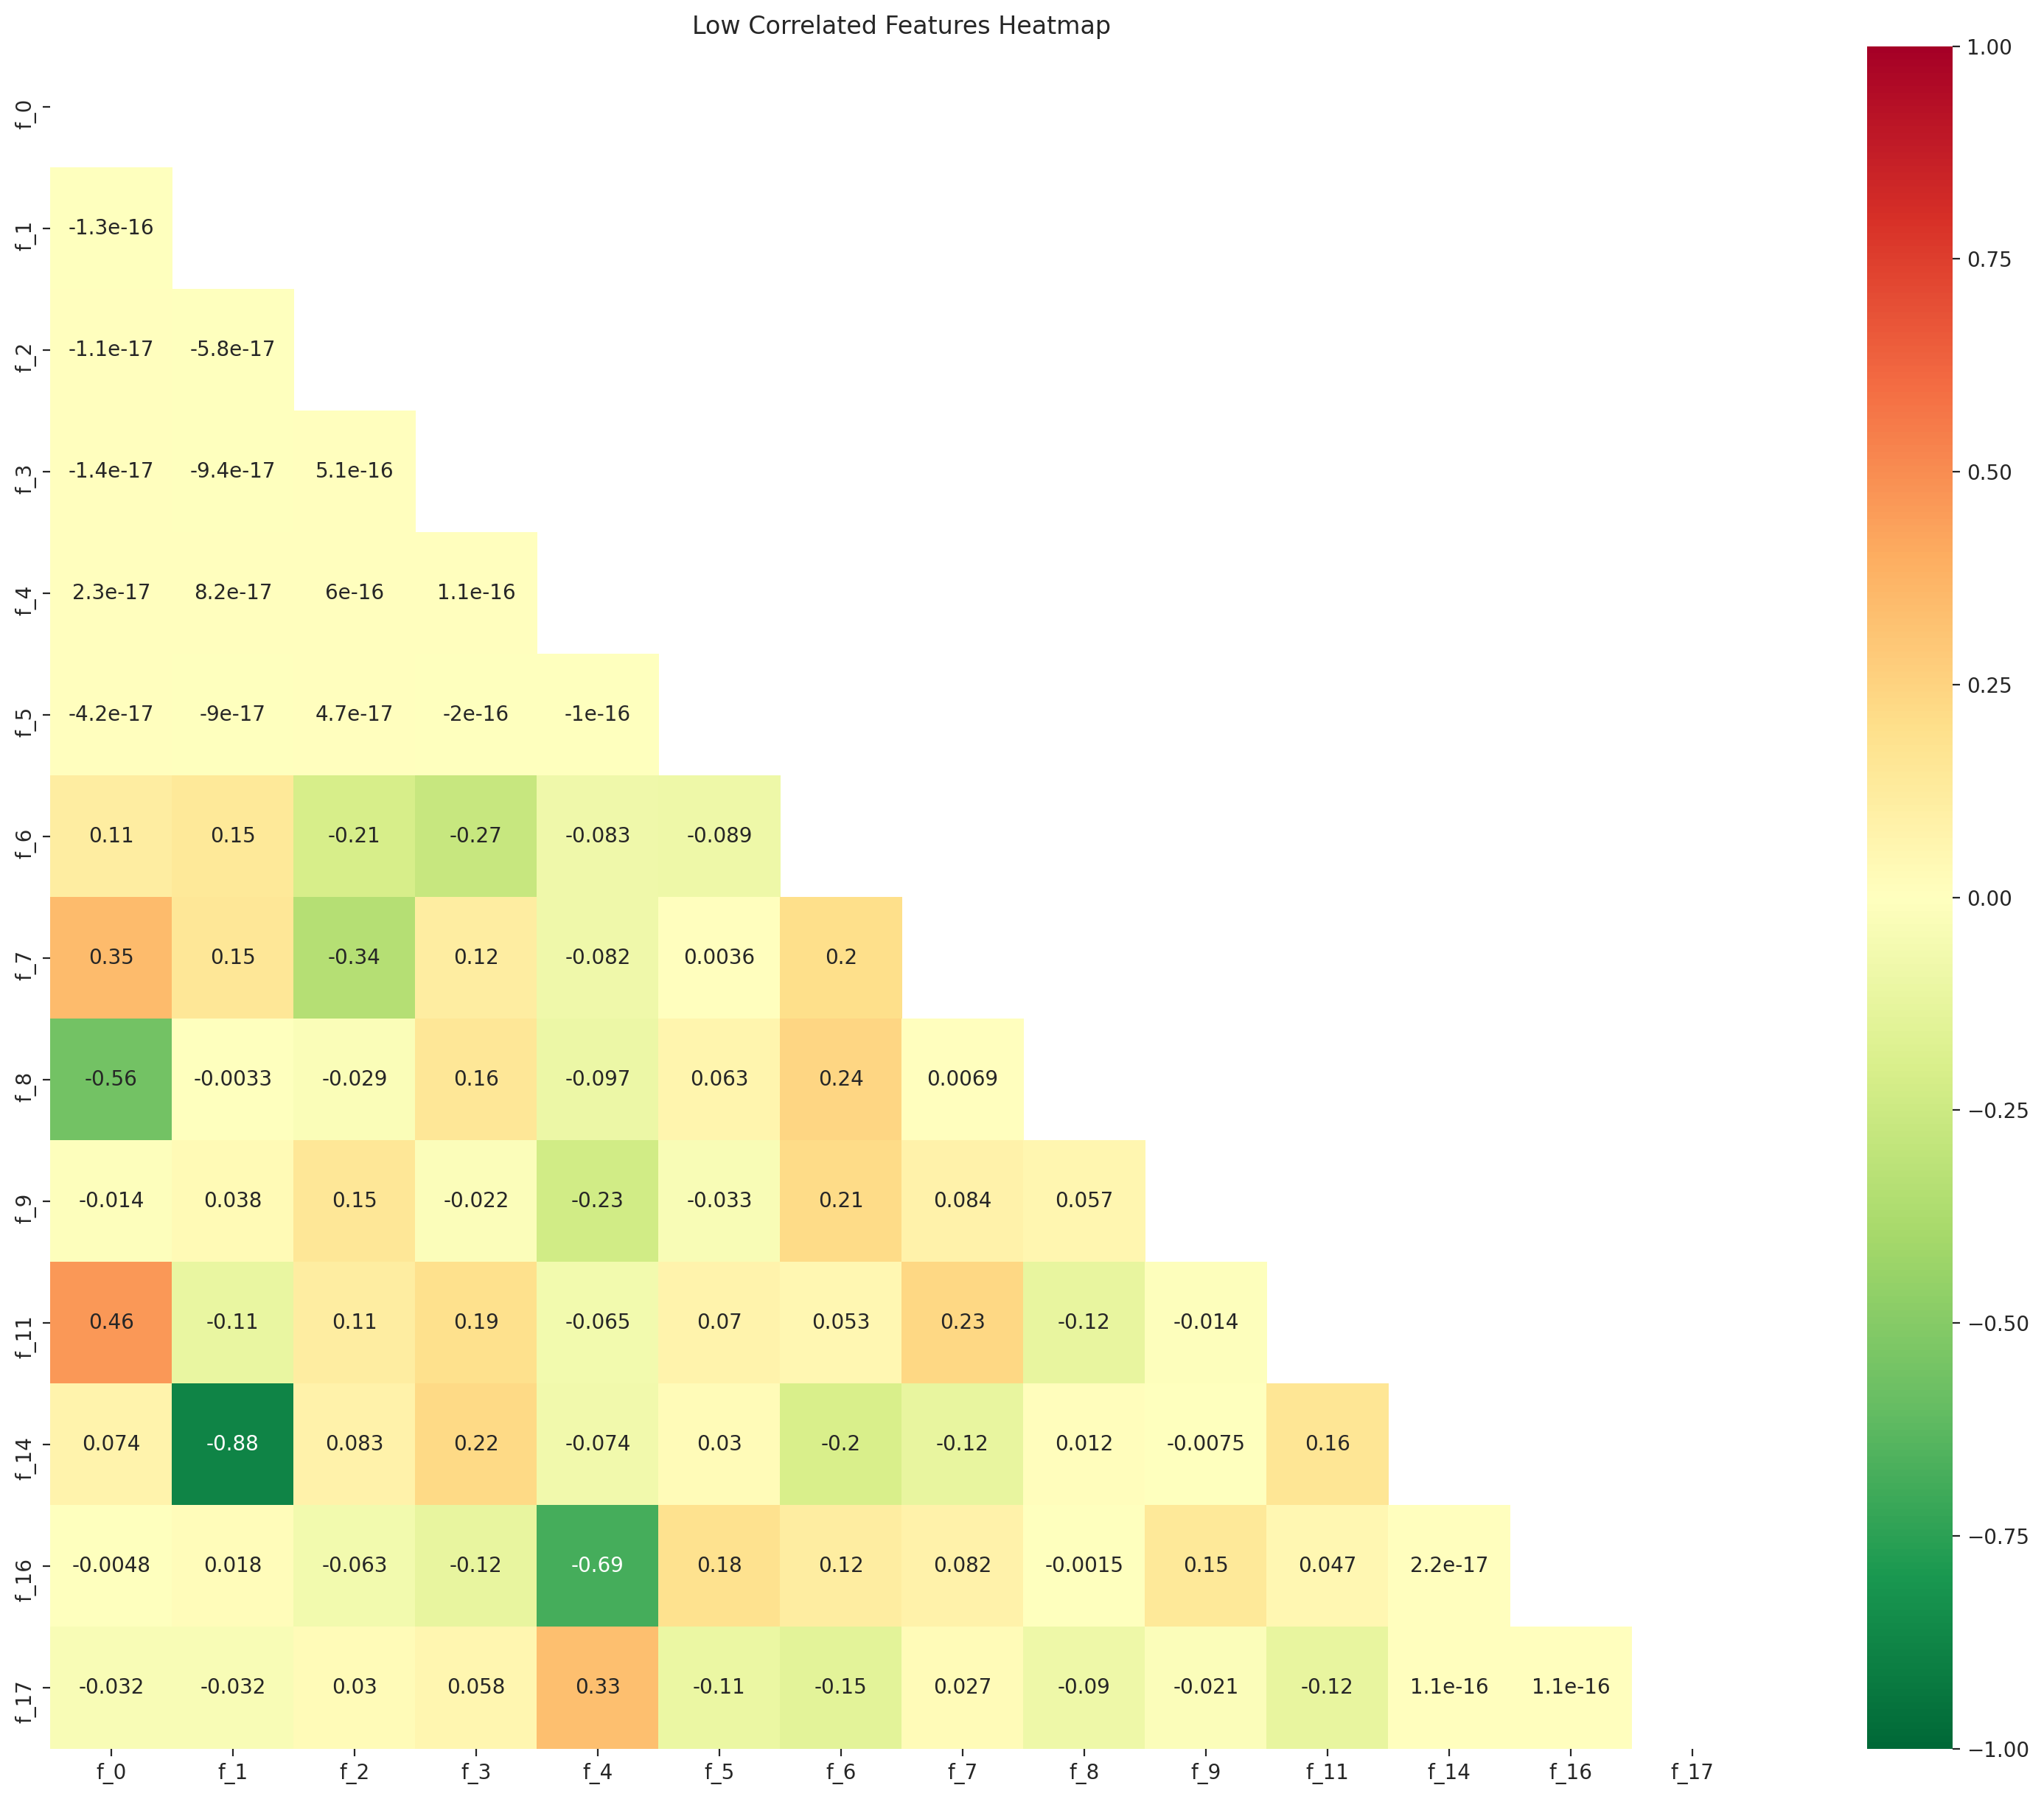 Low Correlated Features Heatmap
f_0
f_1 -1.3e-16
f_2 -1.1e-17 -5.8e-17
f_3 -1.4e-17 -9.4e-17 5.1e-16
f_4 2.3e-17 8.2e-17 6e-16 1.1e-16
f_5 -4.2e-17 -9e-17 4.7e-17 -2e-16 -1e-16
f_6 0.11 0.15 -0.21 -0.27 -0.083 -0.089
f_7 0.35 0.15 -0.34 0.12 -0.082 0.0036 0.2
f_8 -0.56 -0.0033 -0.029 0.16 -0.097 0.063 0.24 0.0069
f_9 -0.014 0.038 0.15 -0.022 -0.23 -0.033 0.21 0.084 0.057
f_11 0.46 -0.11 0.11 0.19 -0.065 0.07 0.053 0.23 -0.12 -0.014
f_14 0.074 -0.88 0.083 0.22 -0.074 0.03 -0.2 -0.12 0.012 -0.0075 0.16
f_16 -0.0048 0.018 -0.063 -0.12 -0.69 0.18 0.12 0.082 -0.0015 0.15 0.047 2.2e-17
f_17 -0.032 -0.032 0.03 0.058 0.33 -0.11 -0.15 0.027 -0.09 -0.021 -0.12 1.1e-16 1.1e-16
f_0 f_1 f_2 f_3 f_4 f_5 f_6 f_7 f_8 f_9 f_11 f_14 f_16 f_17
1.00
0.75
0.50
0.25
0.00
−0.25
−0.50
−0.75
−1.00